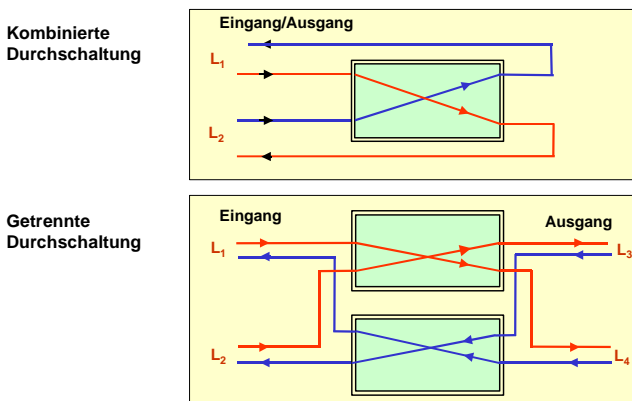 Kombinierte
Durchschaltung
Eingang/Ausgang
L₁
L₂
Getrennte
Durchschaltung
Eingang
Ausgang
L₁
L₃
L₂
L₄